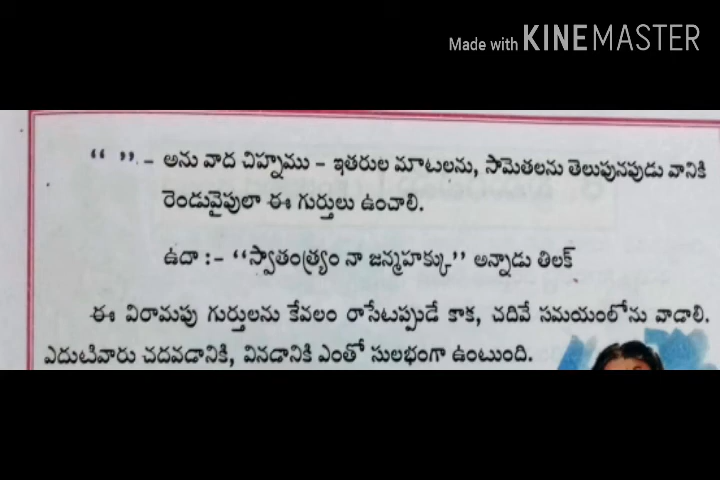 Made with KINEMASTER
“ ”. – అను వాద చిహ్నము – ఇతరుల మాటలను, సామెతలను తెలుపునపుడు వానికి
రెండువైపులా ఈ గుర్తులు ఉంచాలి.
ఉదా :– “స్వాతంత్ర్యం నా జన్మహక్కు” అన్నాడు తిలక్
ఈ విరామపు గుర్తులను కేవలం రాసేటప్పుడే కాక, చదివే సమయంలోను వాడాలి.
ఎదుటివారు చదవడానికి, వినడానికి ఎంతో సులభంగా ఉంటుంది.